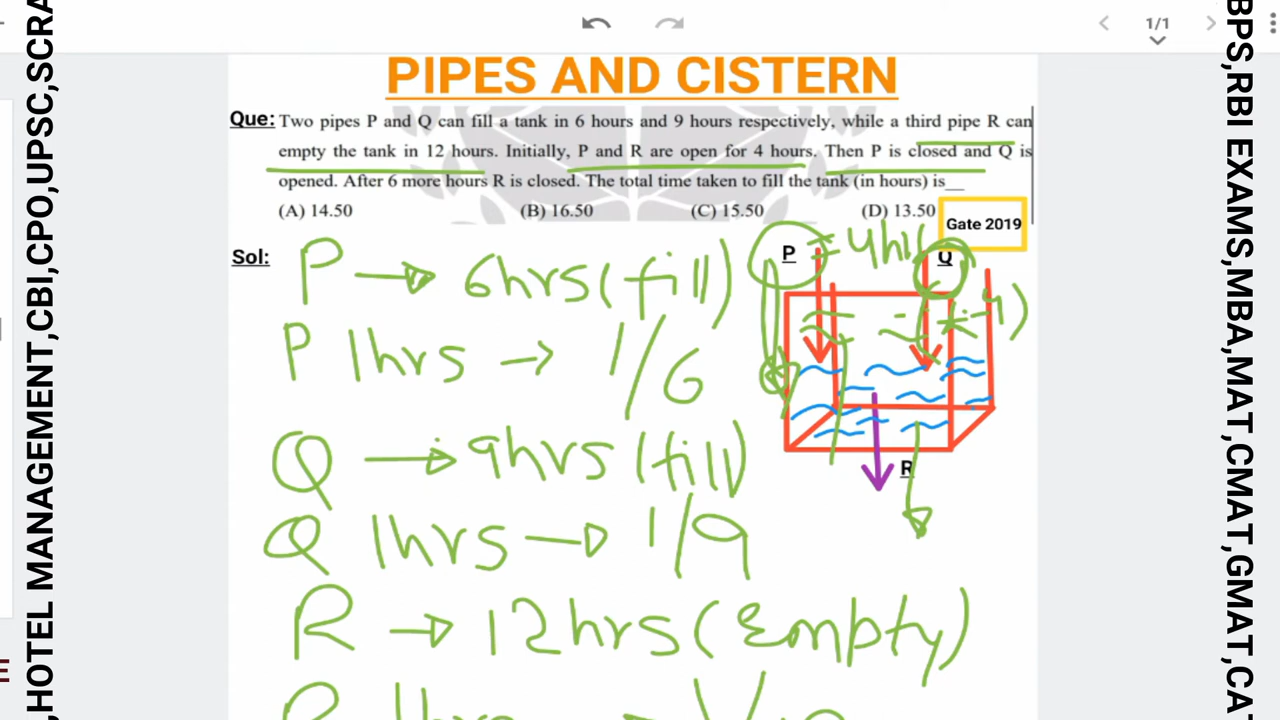 1/1
PIPES AND CISTERN
Que: Two pipes P and Q can fill a tank in 6 hours and 9 hours respectively, while a third pipe R can
empty the tank in 12 hours. Initially, P and R are open for 4 hours. Then P is closed and Q is
opened. After 6 more hours R is closed. The total time taken to fill the tank (in hours) is__
(A) 14.50 (B) 16.50 (C) 15.50 (D) 13.50
Gate 2019
Sol:
P → 6hrs(fill)
P 1hrs → 1/6
Q → 9hrs (fill)
Q 1hrs → 1/9
R → 12hrs(Empty)
P
Q
R
,HOTEL MANAGEMENT,CBI,CPO,UPSC,SCRA
BPS,RBI EXAMS,MBA,MAT,CMAT,GMAT,CAT